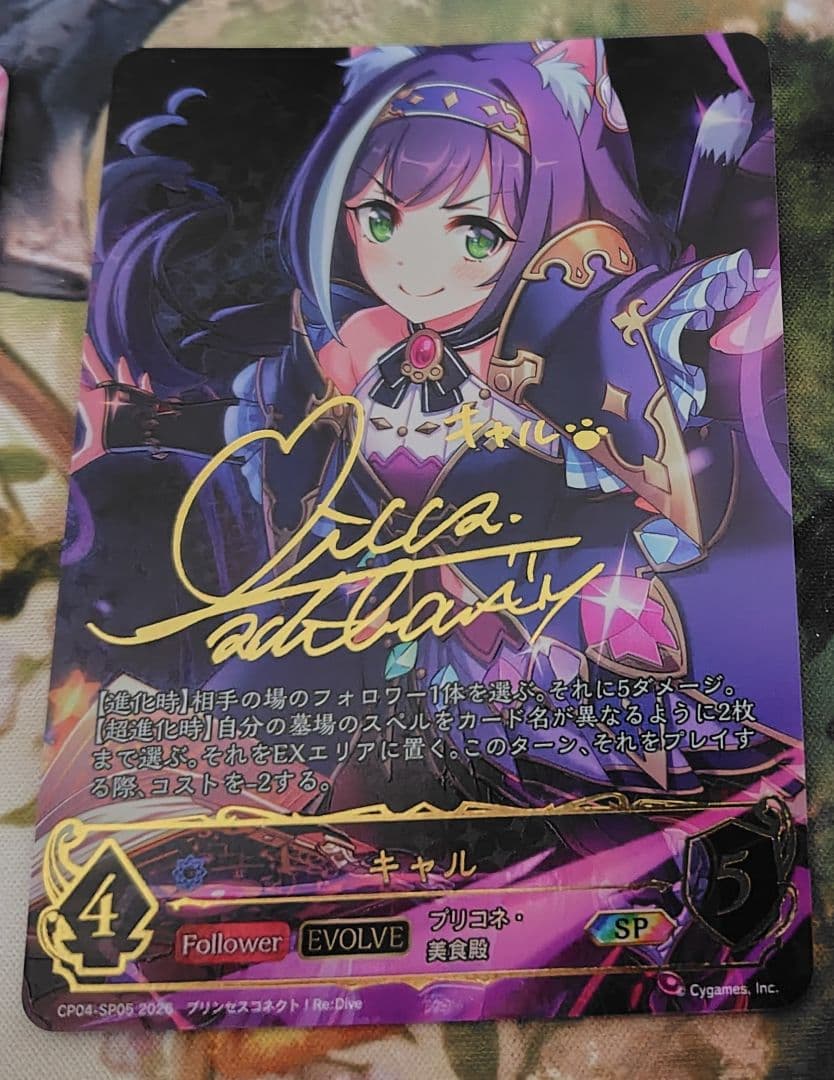 キャル
【進化時】相手の場のフォロワー1体を選ぶ。それに5ダメージ。
【超進化時】自分の墓場のスペルをカード名が異なるように2枚
まで選ぶ。それをEXエリアに置く。このターン、それをプレイす
る際、コストを-2する。
4
キャル
5
Follower
EVOLVE
プリコネ・
美食殿
SP
CP04-SP05 2026 プリンセスコネクト！Re:Dive
© Cygames, Inc.